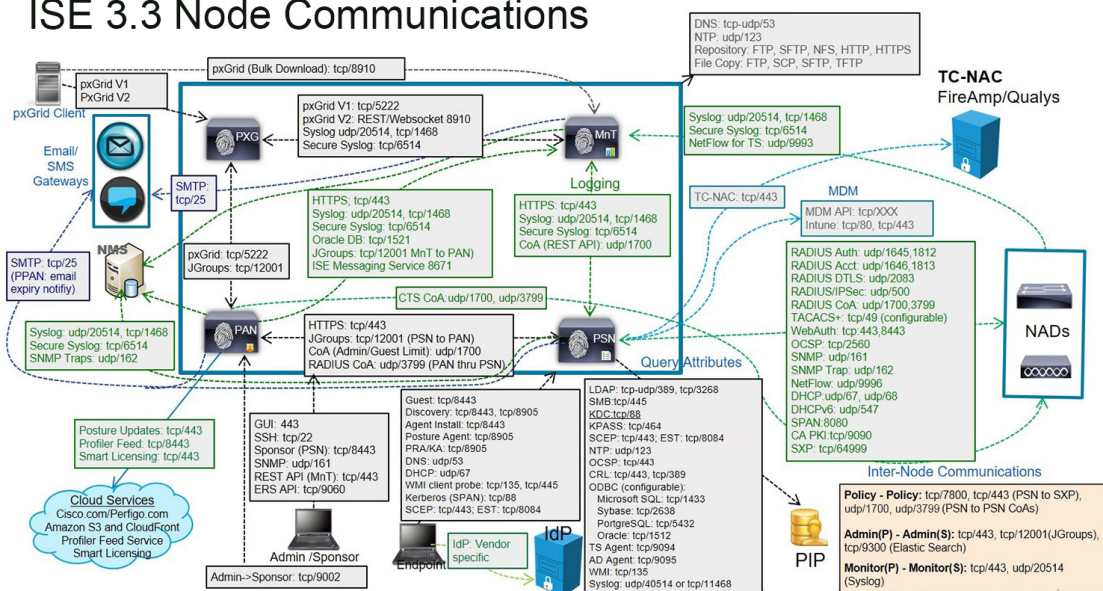 ISE 3.3 Node Communications
DNS: tcp-udp/53
NTP: udp/123
Repository: FTP, SFTP, NFS, HTTP, HTTPS
File Copy: FTP, SCP, SFTP, TFTP
pxGrid (Bulk Download): tcp/8910
pxGrid V1
PxGrid V2
pxGrid Client
TC-NAC
FireAmp/Qualys
PXG
pxGrid V1: tcp/5222
pxGrid V2: REST/Websocket 8910
Syslog udp/20514, tcp/1468
Secure Syslog: tcp/6514
MnT
Syslog: udp/20514, tcp/1468
Secure Syslog: tcp/6514
NetFlow for TS: udp/9993
Email/
SMS
Gateways
SMTP:
tcp/25
Logging
HTTPS: tcp/443
Syslog: udp/20514, tcp/1468
Secure Syslog: tcp/6514
Oracle DB: tcp/1521
JGroups: tcp/12001 MnT to PAN)
ISE Messaging Service 8671
HTTPS: tcp/443
Syslog: udp/20514, tcp/1468
Secure Syslog: tcp/6514
CoA (REST API): udp/1700
TC-NAC: tcp/443
MDM
MDM API: tcp/XXX
Intune: tcp/80, tcp/443
NMS
SMTP: tcp/25
(PPAN: email
expiry notifiy)
pxGrid: tcp/5222
JGroups: tcp/12001
CTS CoA:udp/1700, udp/3799
RADIUS Auth: udp/1645,1812
RADIUS Acct: udp/1646,1813
RADIUS DTLS: udp/2083
RADIUS/IPSec: udp/500
RADIUS CoA: udp/1700,3799
TACACS+: tcp/49 (configurable)
WebAuth: tcp:443,8443
OCSP: tcp/2560
SNMP: udp/161
SNMP Trap: udp/162
NetFlow: udp/9996
DHCP:udp/67, udp/68
DHCPv6: udp/547
SPAN:8080
CA PKI:tcp/9090
SXP: tcp/64999
NADs
Syslog: udp/20514, tcp/1468
Secure Syslog: tcp/6514
SNMP Traps: udp/162
PAN
HTTPS: tcp/443
JGroups: tcp/12001 (PSN to PAN)
CoA (Admin/Guest Limit): udp/1700
RADIUS CoA: udp/3799 (PAN thru PSN)
PSN
Query Attributes
Posture Updates: tcp/443
Profiler Feed: tcp/8443
Smart Licensing: tcp/443
GUI: 443
SSH: tcp/22
Sponsor (PSN): tcp/8443
SNMP: udp/161
REST API (MnT): tcp/443
ERS API: tcp/9060
Guest: tcp/8443
Discovery: tcp/8443, tcp/8905
Agent Install: tcp/8443
Posture Agent: tcp/8905
PRA/KA: tcp/8905
DNS: udp/53
DHCP: udp/67
WMI client probe: tcp/135, tcp/445
Kerberos (SPAN): tcp/88
SCEP: tcp/443; EST: tcp/8084
LDAP: tcp-udp/389, tcp/3268
SMB:tcp/445
KDC:tcp/88
KPASS: tcp/464
SCEP: tcp/443; EST: tcp/8084
NTP: udp/123
OCSP: tcp/443
CRL: tcp/443, tcp/389
ODBC (configurable):
Microsoft SQL: tcp/1433
Sybase: tcp/2638
PortgreSQL: tcp/5432
Oracle: tcp/1512
TS Agent: tcp/9094
AD Agent: tcp/9095
WMI: tcp/135
Syslog: udp/40514 or tcp/11468
Cloud Services
Cisco.com/Perfigo.com
Amazon S3 and CloudFront
Profiler Feed Service
Smart Licensing
Admin /Sponsor
Admin->Sponsor: tcp/9002
Endpoint
IdP: Vendor
specific
IdP
PIP
Inter-Node Communications
Policy - Policy: tcp/7800, tcp/443 (PSN to SXP),
udp/1700, udp/3799 (PSN to PSN CoAs)
Admin(P) - Admin(S): tcp/443, tcp/12001(JGroups),
tcp/9300 (Elastic Search)
Monitor(P) - Monitor(S): tcp/443, udp/20514
(Syslog)